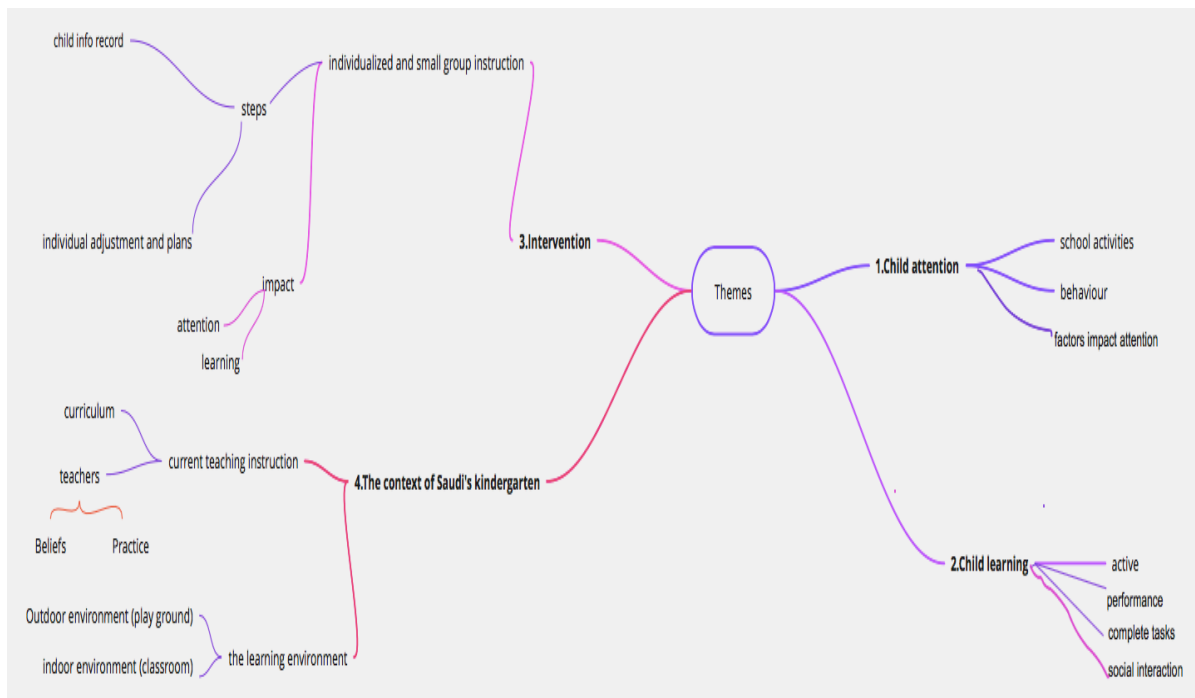 Themes
1.Child attention
school activities
behaviour
factors impact attention
2.Child learning
active
performance
complete tasks
social interaction
3.Intervention
individualized and small group instruction
steps
child info record
individual adjustment and plans
impact
attention
learning
4.The context of Saudi's kindergarten
current teaching instruction
curriculum
teachers
Beliefs
Practice
the learning environment
Outdoor environment (play ground)
indoor environment (classroom)